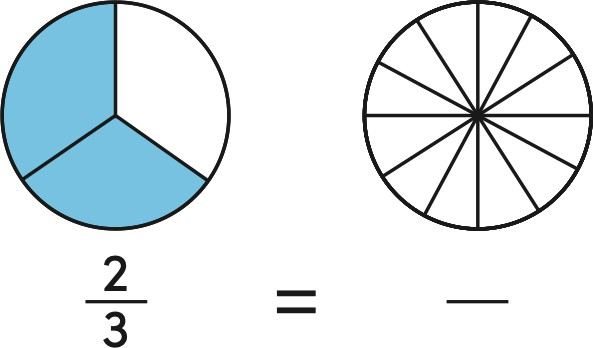 2/3 = —